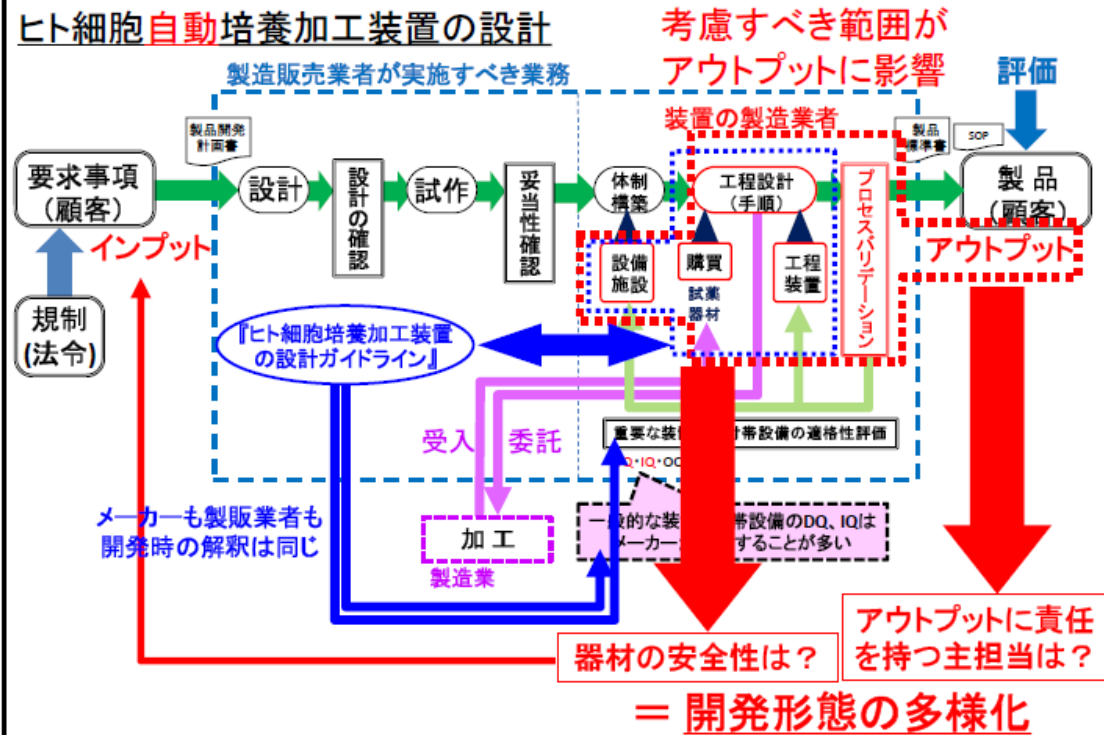 ヒト細胞自動培養加工装置の設計
考慮すべき範囲が
アウトプットに影響
製造販売業者が実施すべき業務
評価
装置の製造業者
製品開発
計画書
製品
標準書
SOP
要求事項
(顧客)
設計
設計の確認
試作
妥当性確認
体制
構築
工程設計
(手順)
プロセスバリデーション
製 品
(顧客)
インプット
アウトプット
設備
施設
購買
試薬
器材
工程
装置
規制
(法令)
『ヒト細胞培養加工装置
の設計ガイドライン』
受入
委託
重要な装
帯設備の適格性評価
・IQ・
メーカーも製販業者も
開発時の解釈は同じ
加 工
製造業
一般的な装
帯設備のDQ、IQは
メーカー
することが多い
器材の安全性は?
アウトプットに責任
を持つ主担当は?
= 開発形態の多様化